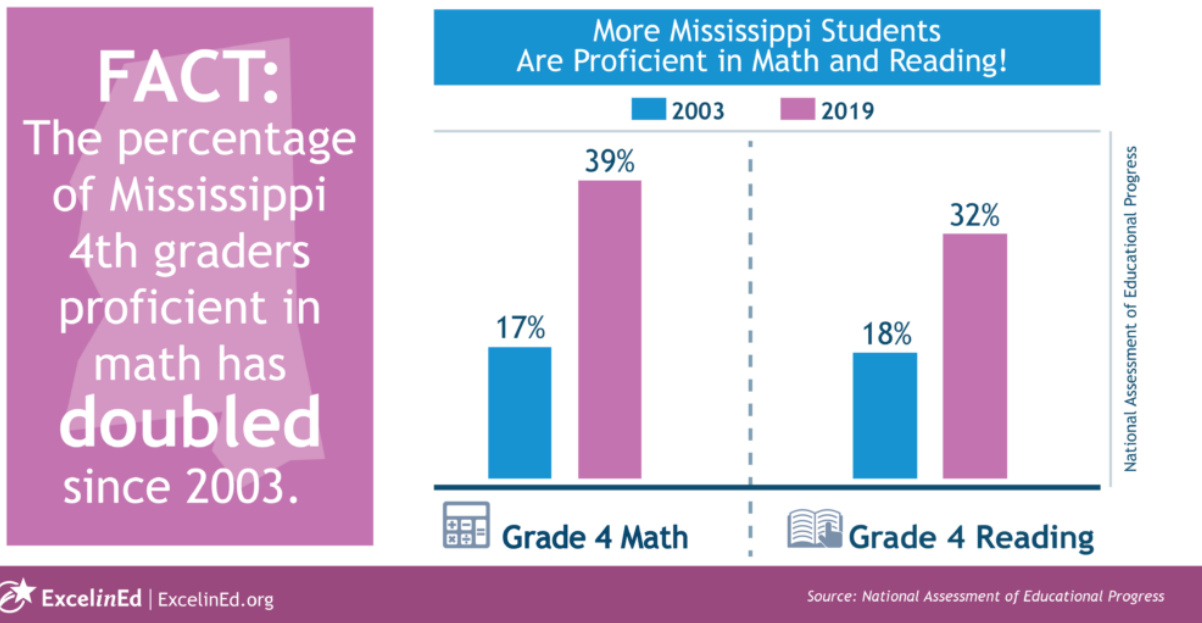 FACT:
The percentage
of Mississippi
4th graders
proficient in
math has
doubled
since 2003.
More Mississippi Students
Are Proficient in Math and Reading!
2003
2019
39%
17%
32%
18%
Grade 4 Math
Grade 4 Reading
National Assessment of Educational Progress
ExcelinEd | ExcelinEd.org
Source: National Assessment of Educational Progress